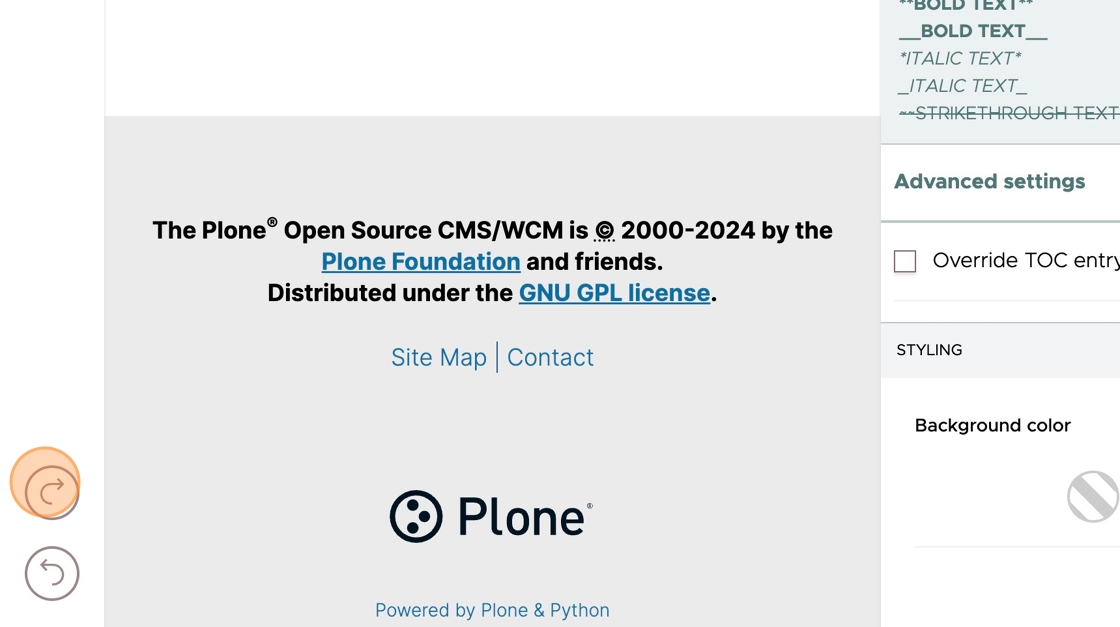 **BOLD TEXT**
__BOLD TEXT__
*ITALIC TEXT*
_ITALIC TEXT_
~~STRIKETHROUGH TEXT
Advanced settings
Override TOC entry
STYLING
Background color
The Plone® Open Source CMS/WCM is © 2000-2024 by the
Plone Foundation and friends.
Distributed under the GNU GPL license.
Site Map | Contact
Plone®
Powered by Plone & Python